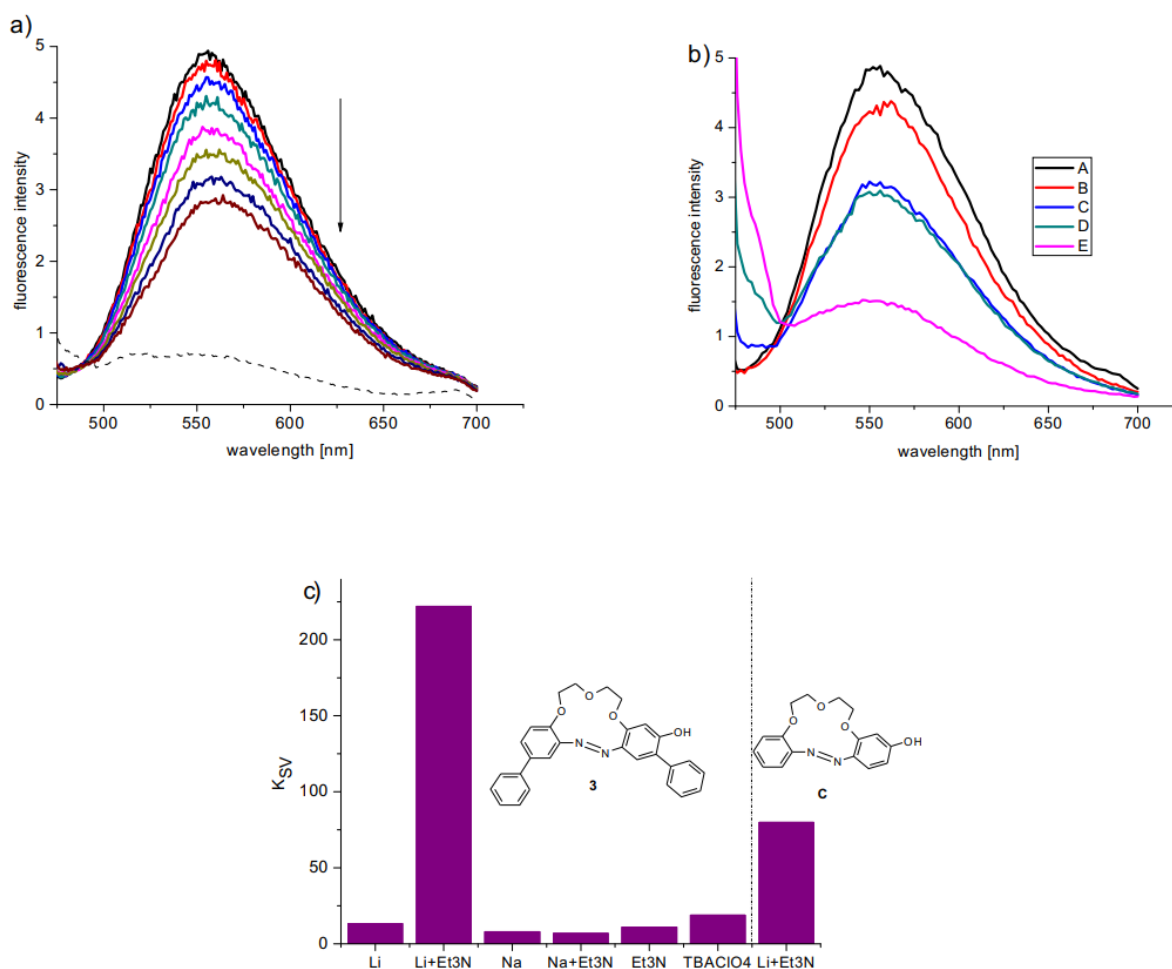 a)
5
4
3
2
1
0
fluorescence intensity
500 550 600 650 700
wavelength [nm]
b)
5
4
3
2
1
0
fluorescence intensity
500 550 600 650 700
wavelength [nm]
A
B
C
D
E
c)
200
150
100
50
0
KSV
O
O O
OH
N=N
3
O
O O
OH
N=N
C
Li Li+Et3N Na Na+Et3N Et3N TBAClO4 Li+Et3N